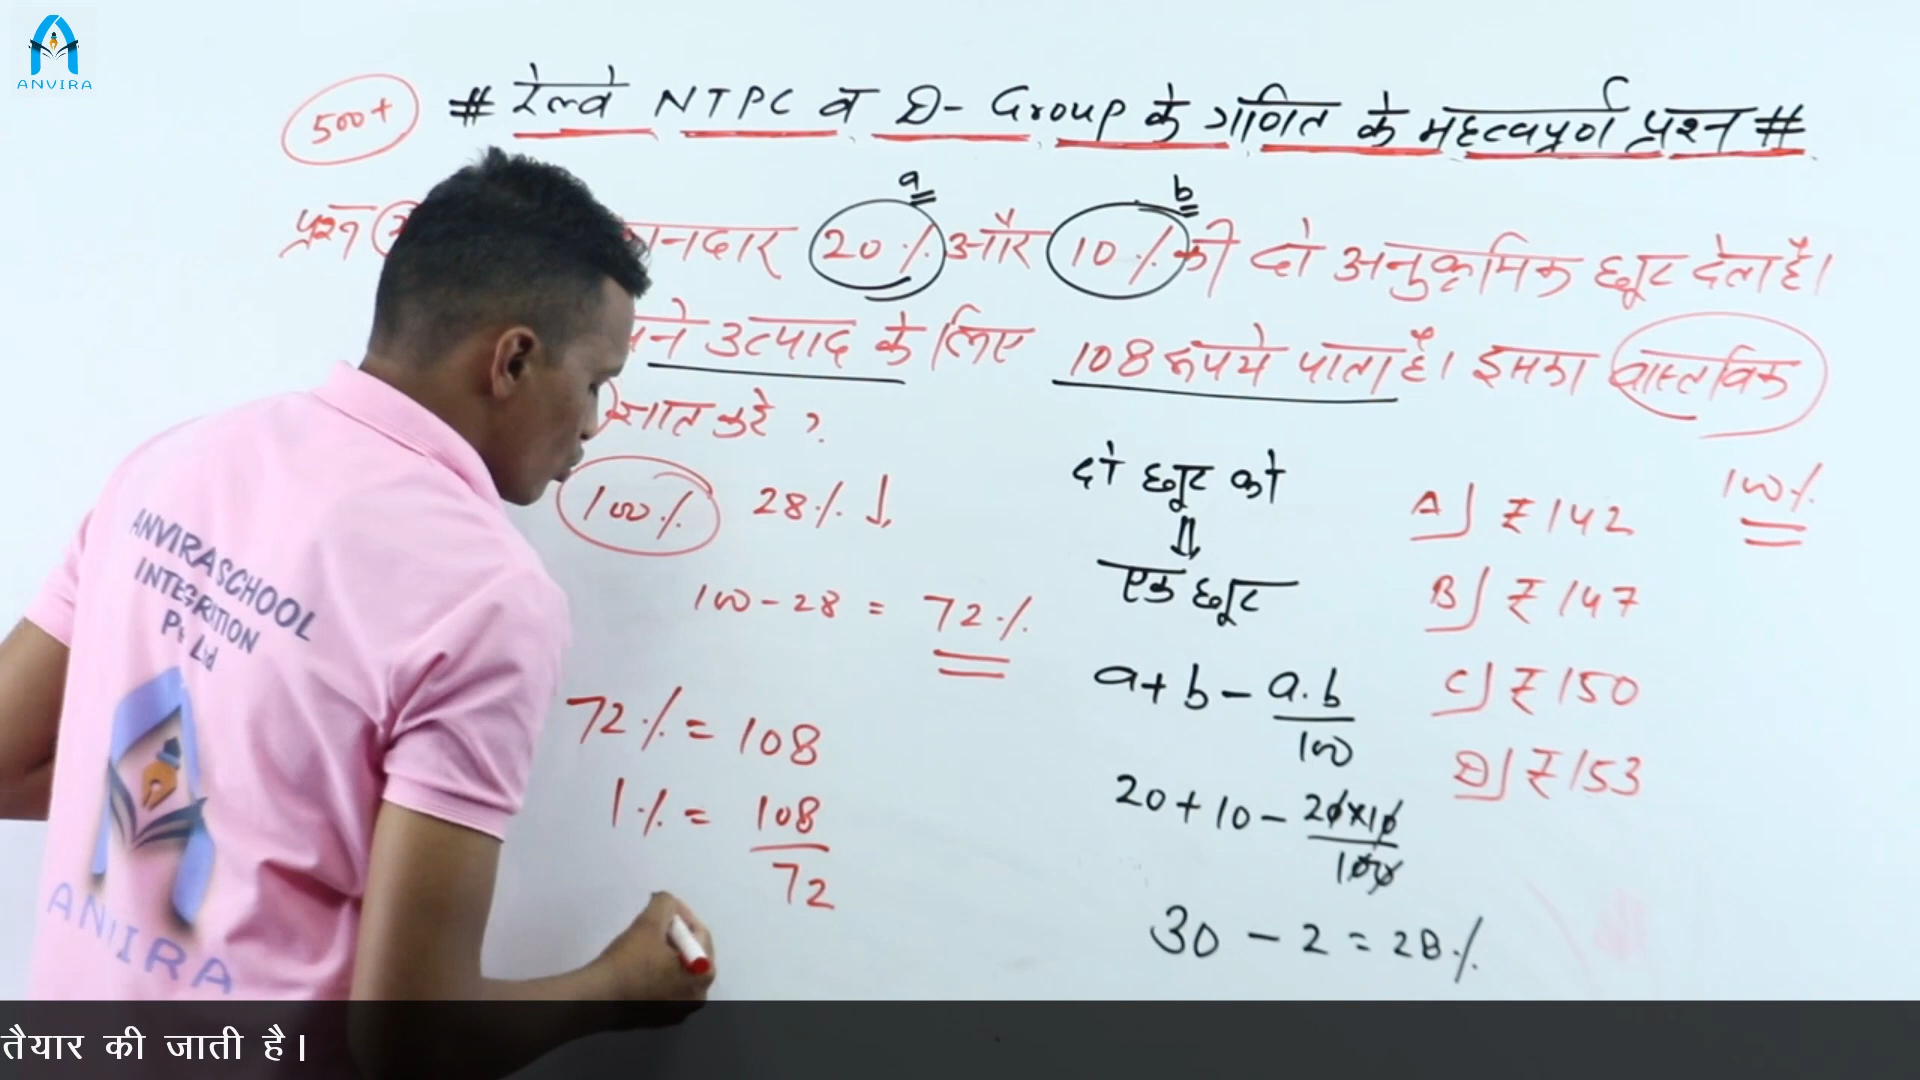 ANVIRA
500+
# रेल्वे NTPC व D- Group के गणित के महत्वपूर्ण प्रश्न #
a b
प्रश्न 20% और 10% की दो अनुक्रमिक छूट देता है।
उत्पाद के लिए 108 रूपये पाता है। इसका वास्तविक
ज्ञात करे ?
100% 28% ↓
100 - 28 = 72%
72% = 108
1% = 108
72
दो छूट को
⇓
एक छूट
a+b - a.b
100
20 + 10 - 20×10
100
30 - 2 = 28%
A] ₹ 142
B] ₹ 147
C] ₹ 150
D] ₹ 153
100%
ANVIRA SCHOOL
INTEGRATION
ANVIRA
तैयार की जाती है।